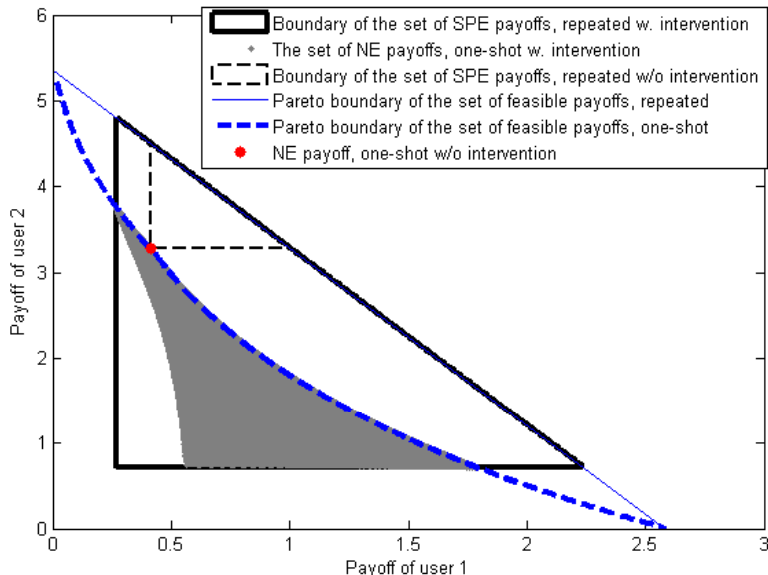 Boundary of the set of SPE payoffs, repeated w. intervention
The set of NE payoffs, one-shot w. intervention
Boundary of the set of SPE payoffs, repeated w/o intervention
Pareto boundary of the set of feasible payoffs, repeated
Pareto boundary of the set of feasible payoffs, one-shot
NE payoff, one-shot w/o intervention
6
5
4
3
2
1
0
Payoff of user 2
0 0.5 1 1.5 2 2.5 3
Payoff of user 1